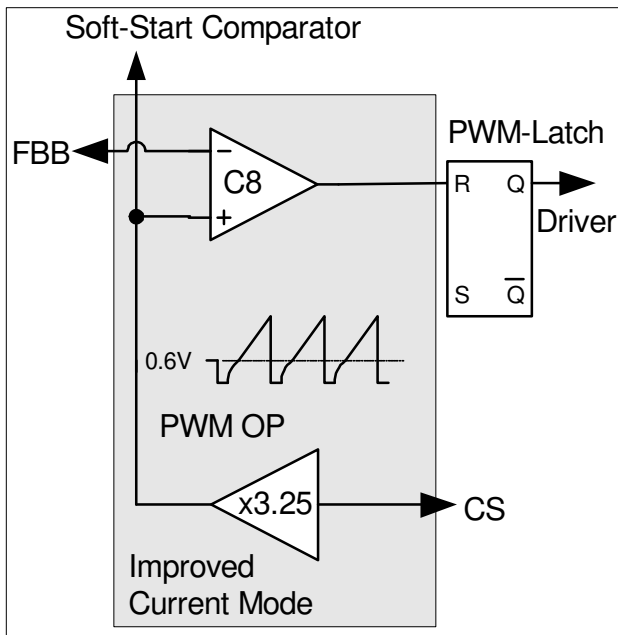 Soft-Start Comparator
FBB
PWM-Latch
−
C8
+
R
Q
Driver
S
Q̅
0.6V
PWM OP
x3.25
CS
Improved
Current Mode